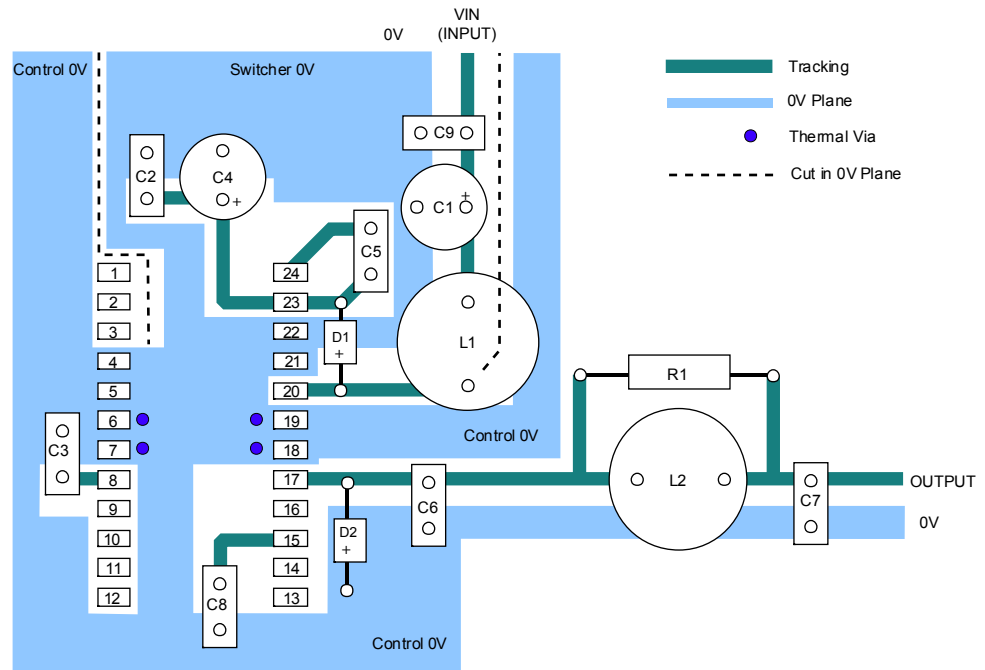 VIN
(INPUT)
0V
Control 0V
Switcher 0V
Tracking
0V Plane
Thermal Via
Cut in 0V Plane
C9
C2
C4
+
C1
+
C5
1
2
3
4
5
6
7
8
9
10
11
12
24
23
22
21
20
19
18
17
16
15
14
13
D1
+
L1
R1
Control 0V
C3
L2
C6
C7
OUTPUT
0V
D2
+
C8
Control 0V